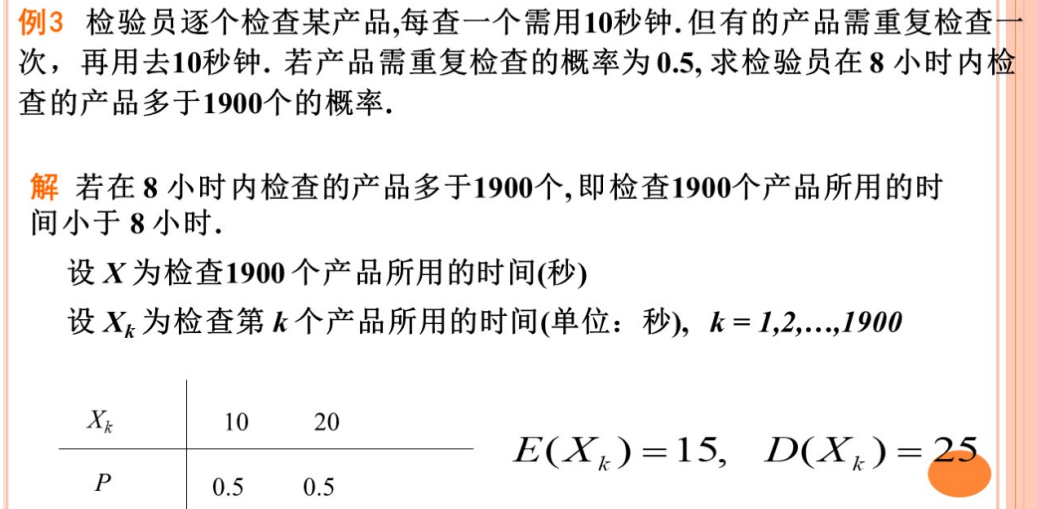 例3 检验员逐个检查某产品,每查一个需用10秒钟.但有的产品需重复检查一
次，再用去10秒钟. 若产品需重复检查的概率为 0.5, 求检验员在 8 小时内检
查的产品多于1900个的概率.
解 若在 8 小时内检查的产品多于1900个,即检查1900个产品所用的时
间小于 8 小时.
设 X 为检查1900 个产品所用的时间(秒)
设 Xk 为检查第 k 个产品所用的时间(单位：秒), k = 1,2,…,1900
Xk 10 20
P 0.5 0.5
E(Xk)=15, D(Xk)=25